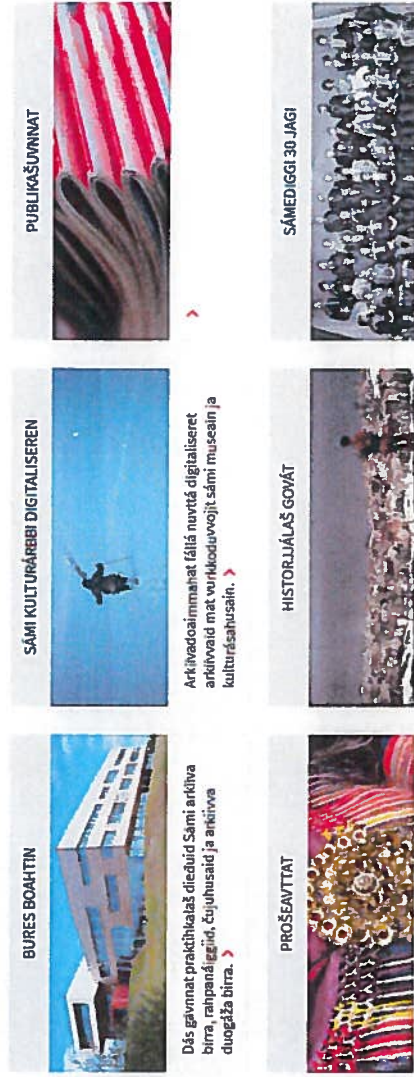 BURES BOAHTIN
Dás gávnnat praktihkalaš dieđuid Sámi arkiiva
birra, rahpanáiggiid, čujuhusaid ja arkiivva
duogáža birra. >
SÁMI KULTURÁRBBI DIGITALISEREN
Arkiivadoaimmahat fállá nuvttá digitaliseret
arkiivvaid mat vurkkoduvvojit sámi museain ja
kulturásahusain. >
PUBLIKAŠUVNNAT
>
PROŠEAVTTAT
HISTORJJÁLAŠ GOVÁT
SÁMEDIGGI 30 JAGI